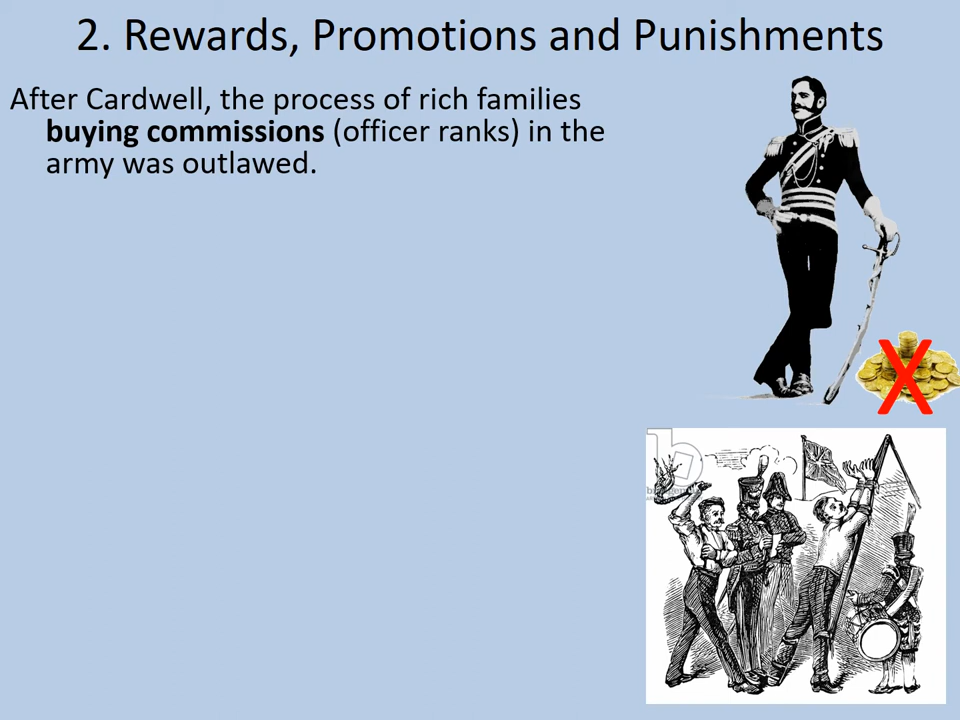 2. Rewards, Promotions and Punishments
After Cardwell, the process of rich families
buying commissions (officer ranks) in the
army was outlawed.
X
b